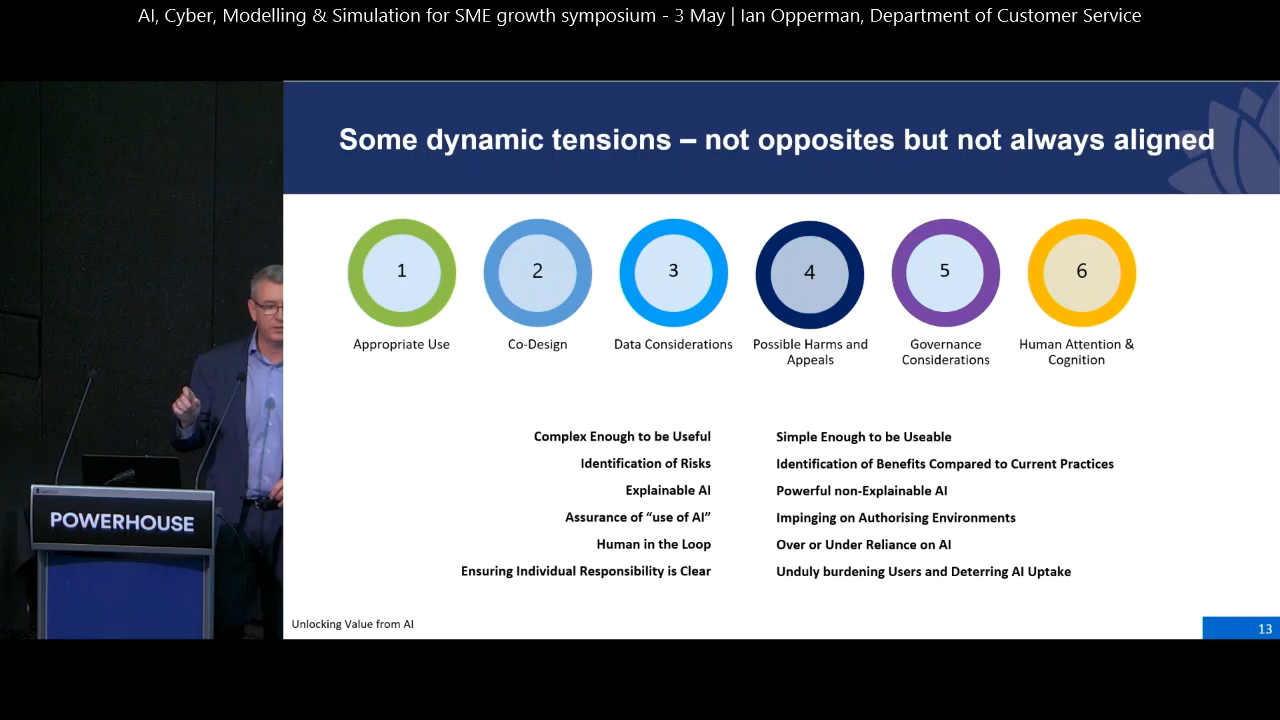 AI, Cyber, Modelling & Simulation for SME growth symposium - 3 May | Ian Opperman, Department of Customer Service
Some dynamic tensions – not opposites but not always aligned
1
2
3
4
5
6
Appropriate Use
Co-Design
Data Considerations
Possible Harms and
Appeals
Governance
Considerations
Human Attention &
Cognition
Complex Enough to be Useful
Simple Enough to be Useable
Identification of Risks
Identification of Benefits Compared to Current Practices
Explainable AI
Powerful non-Explainable AI
Assurance of “use of AI”
Impinging on Authorising Environments
Human in the Loop
Over or Under Reliance on AI
Ensuring Individual Responsibility is Clear
Unduly burdening Users and Deterring AI Uptake
POWERHOUSE
Unlocking Value from AI
13